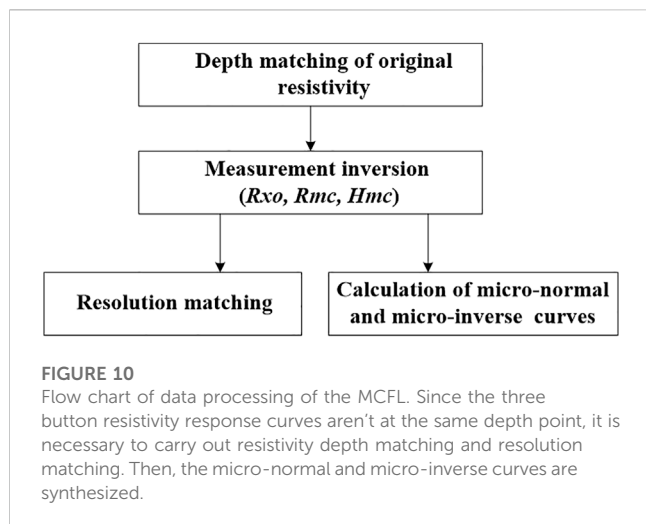 Depth matching of original
resistivity
Measurement inversion
(Rxo, Rmc, Hmc)
Resolution matching
Calculation of micro-normal
and micro-inverse curves
FIGURE 10
Flow chart of data processing of the MCFL. Since the three
button resistivity response curves aren't at the same depth point, it is
necessary to carry out resistivity depth matching and resolution
matching. Then, the micro-normal and micro-inverse curves are
synthesized.